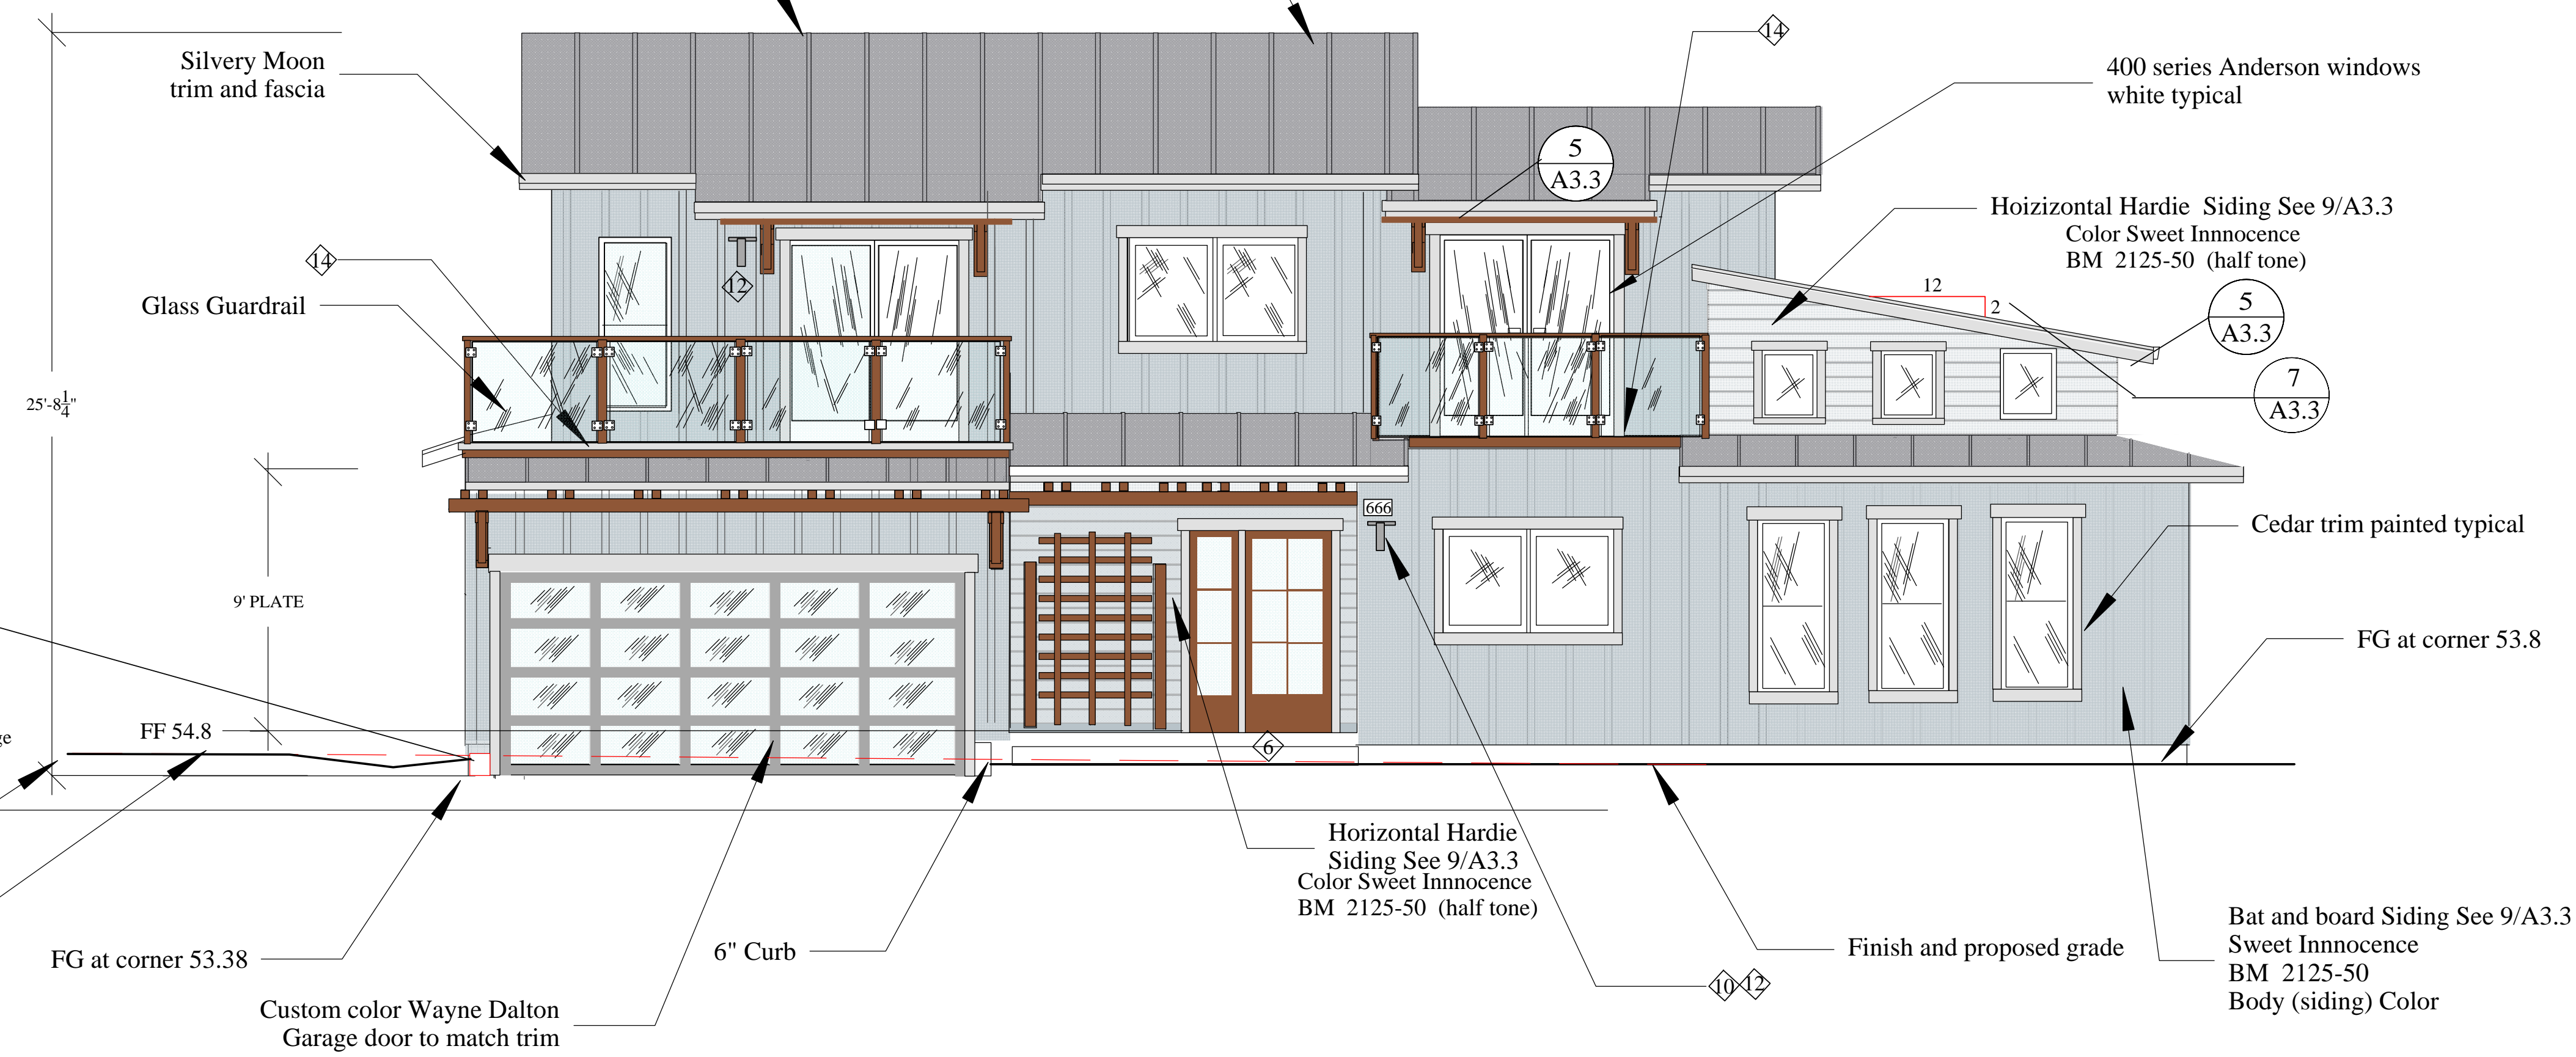 14
Silvery Moon
trim and fascia
400 series Anderson windows
white typical
5
A3.3
Hoizizontal Hardie Siding See 9/A3.3
Color Sweet Innnocence
BM 2125-50 (half tone)
14
12
Glass Guardrail
12
2
5
A3.3
7
A3.3
25'-8 1/4"
666
Cedar trim painted typical
9' PLATE
FG at corner 53.8
FF 54.8
6
Horizontal Hardie
Siding See 9/A3.3
Color Sweet Innnocence
BM 2125-50 (half tone)
FG at corner 53.38
6" Curb
Finish and proposed grade
10
12
Custom color Wayne Dalton
Garage door to match trim
Bat and board Siding See 9/A3.3
Sweet Innnocence
BM 2125-50
Body (siding) Color